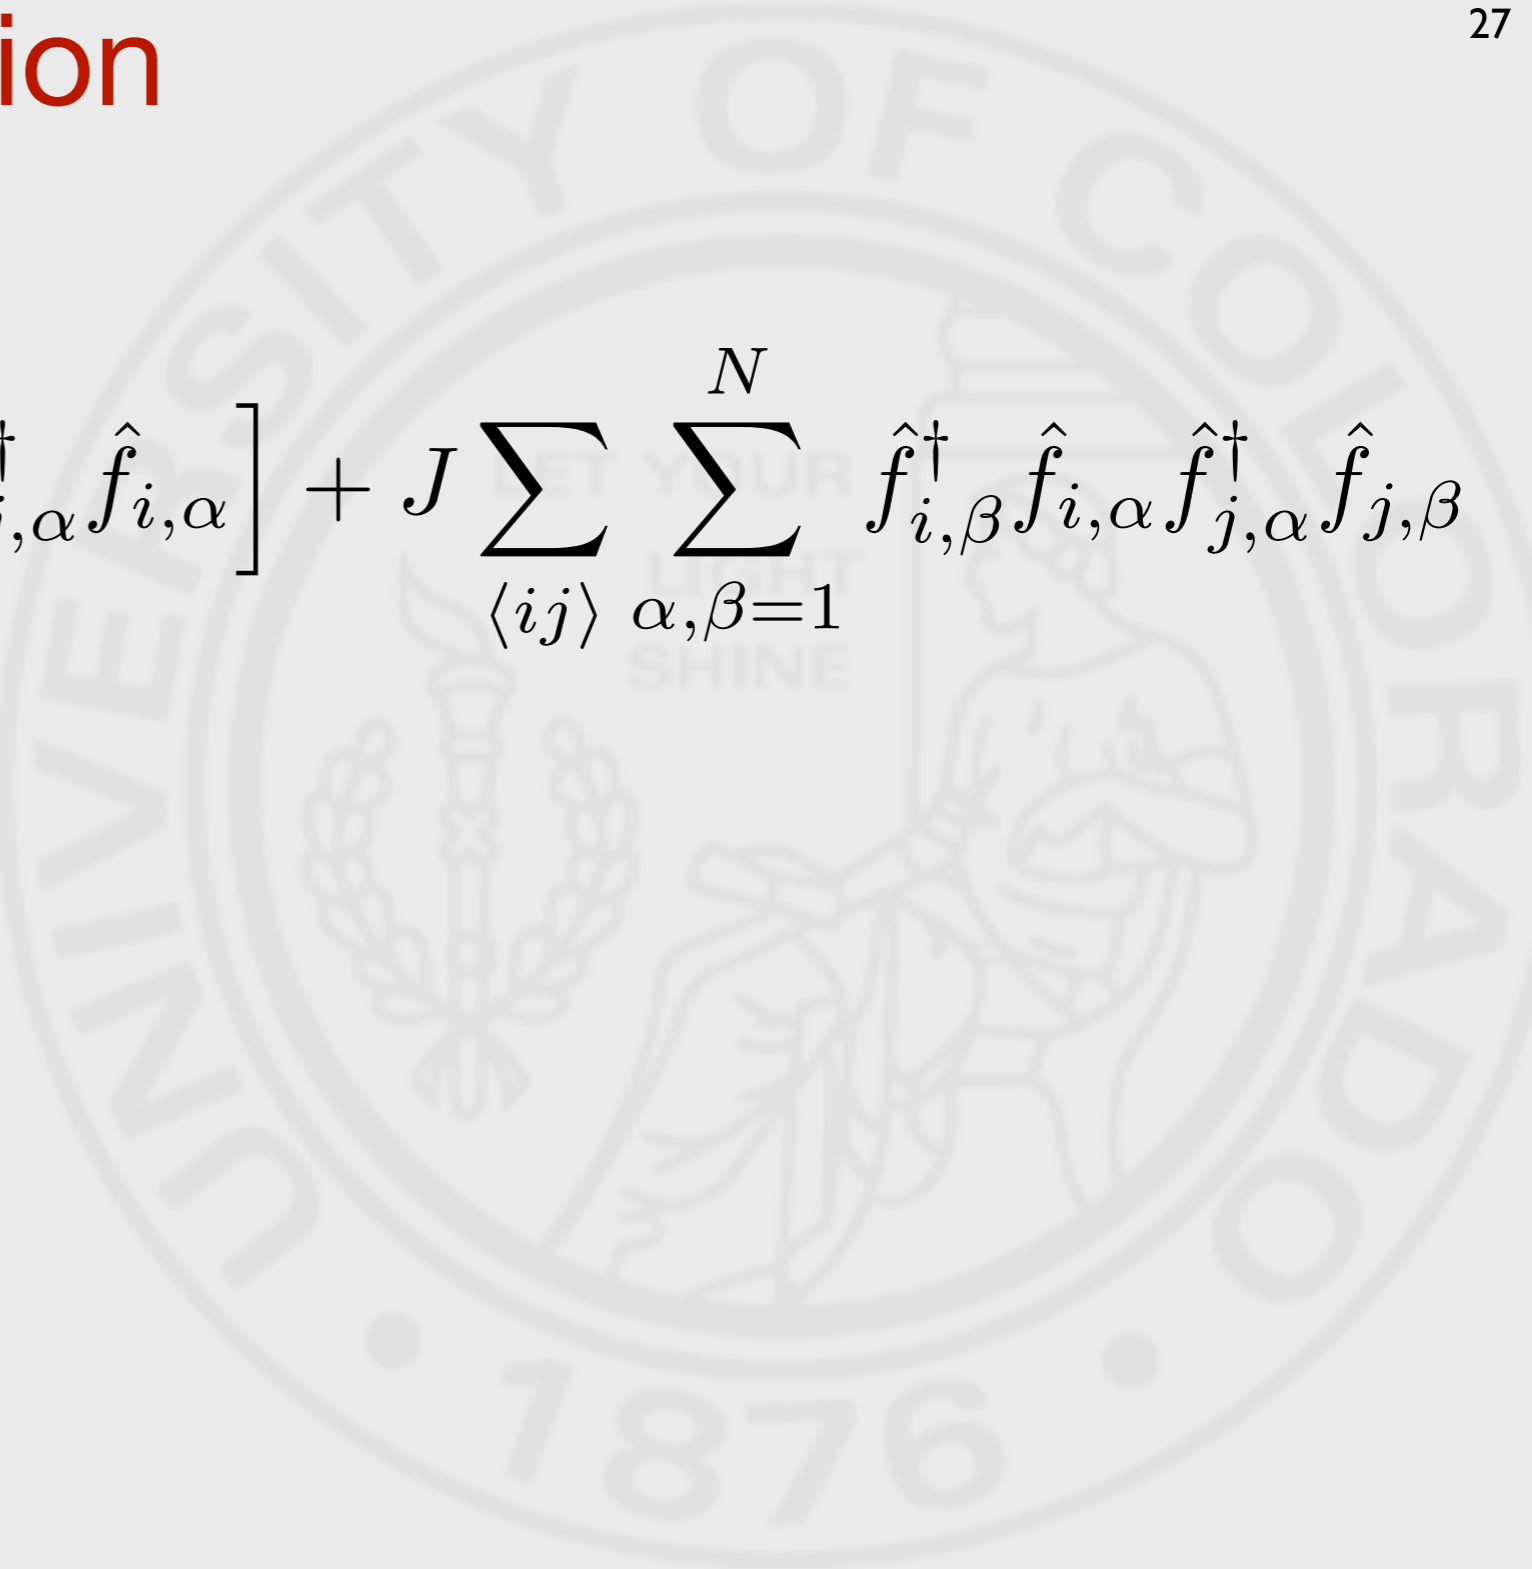 27
ion
†
j,α f̂i,α ] + J ∑⟨ij⟩ ∑α,β=1^N f̂†i,β f̂i,α f̂†j,α f̂j,β
UNIVERSITY OF COLORADO
LET YOUR
LIGHT
SHINE
• 1876 •